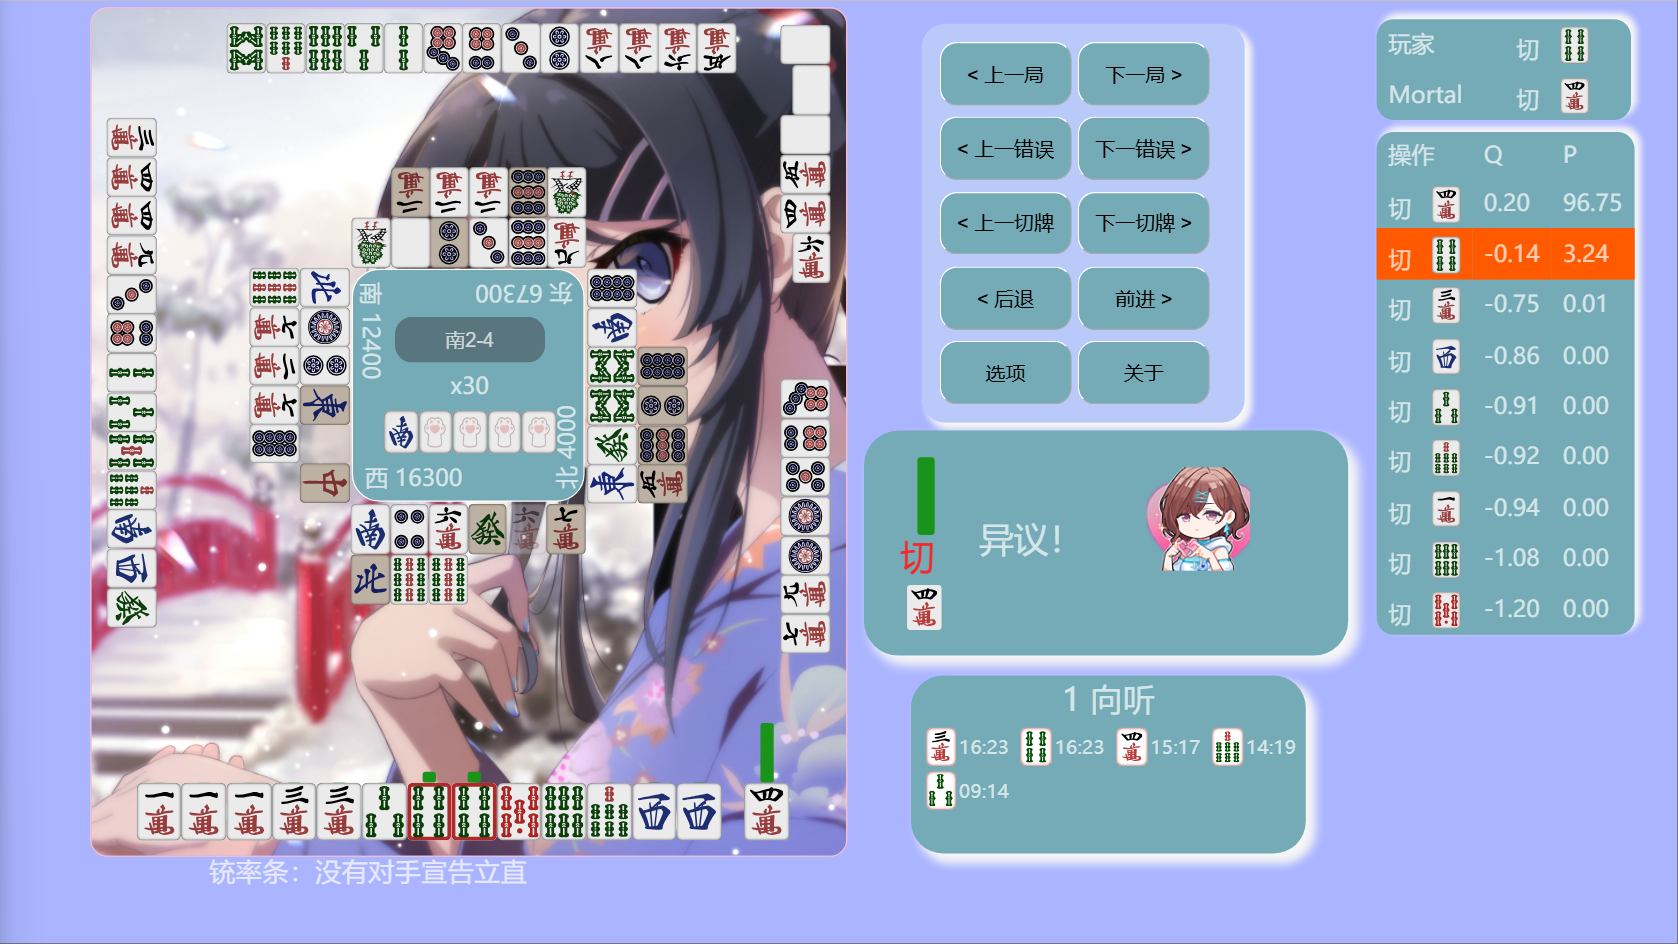 南 12400
东 67300
南2-4
x30
西 16300
北 4000
铳率条：没有对手宣告立直
< 上一局
下一局 >
< 上一错误
下一错误 >
< 上一切牌
下一切牌 >
< 后退
前进 >
选项
关于
切
异议！
1 向听
16:23
16:23
15:17
14:19
09:14
玩家 切
Mortal 切
操作 Q P
切 0.20 96.75
切 -0.14 3.24
切 -0.75 0.01
切 -0.86 0.00
切 -0.91 0.00
切 -0.92 0.00
切 -0.94 0.00
切 -1.08 0.00
切 -1.20 0.00